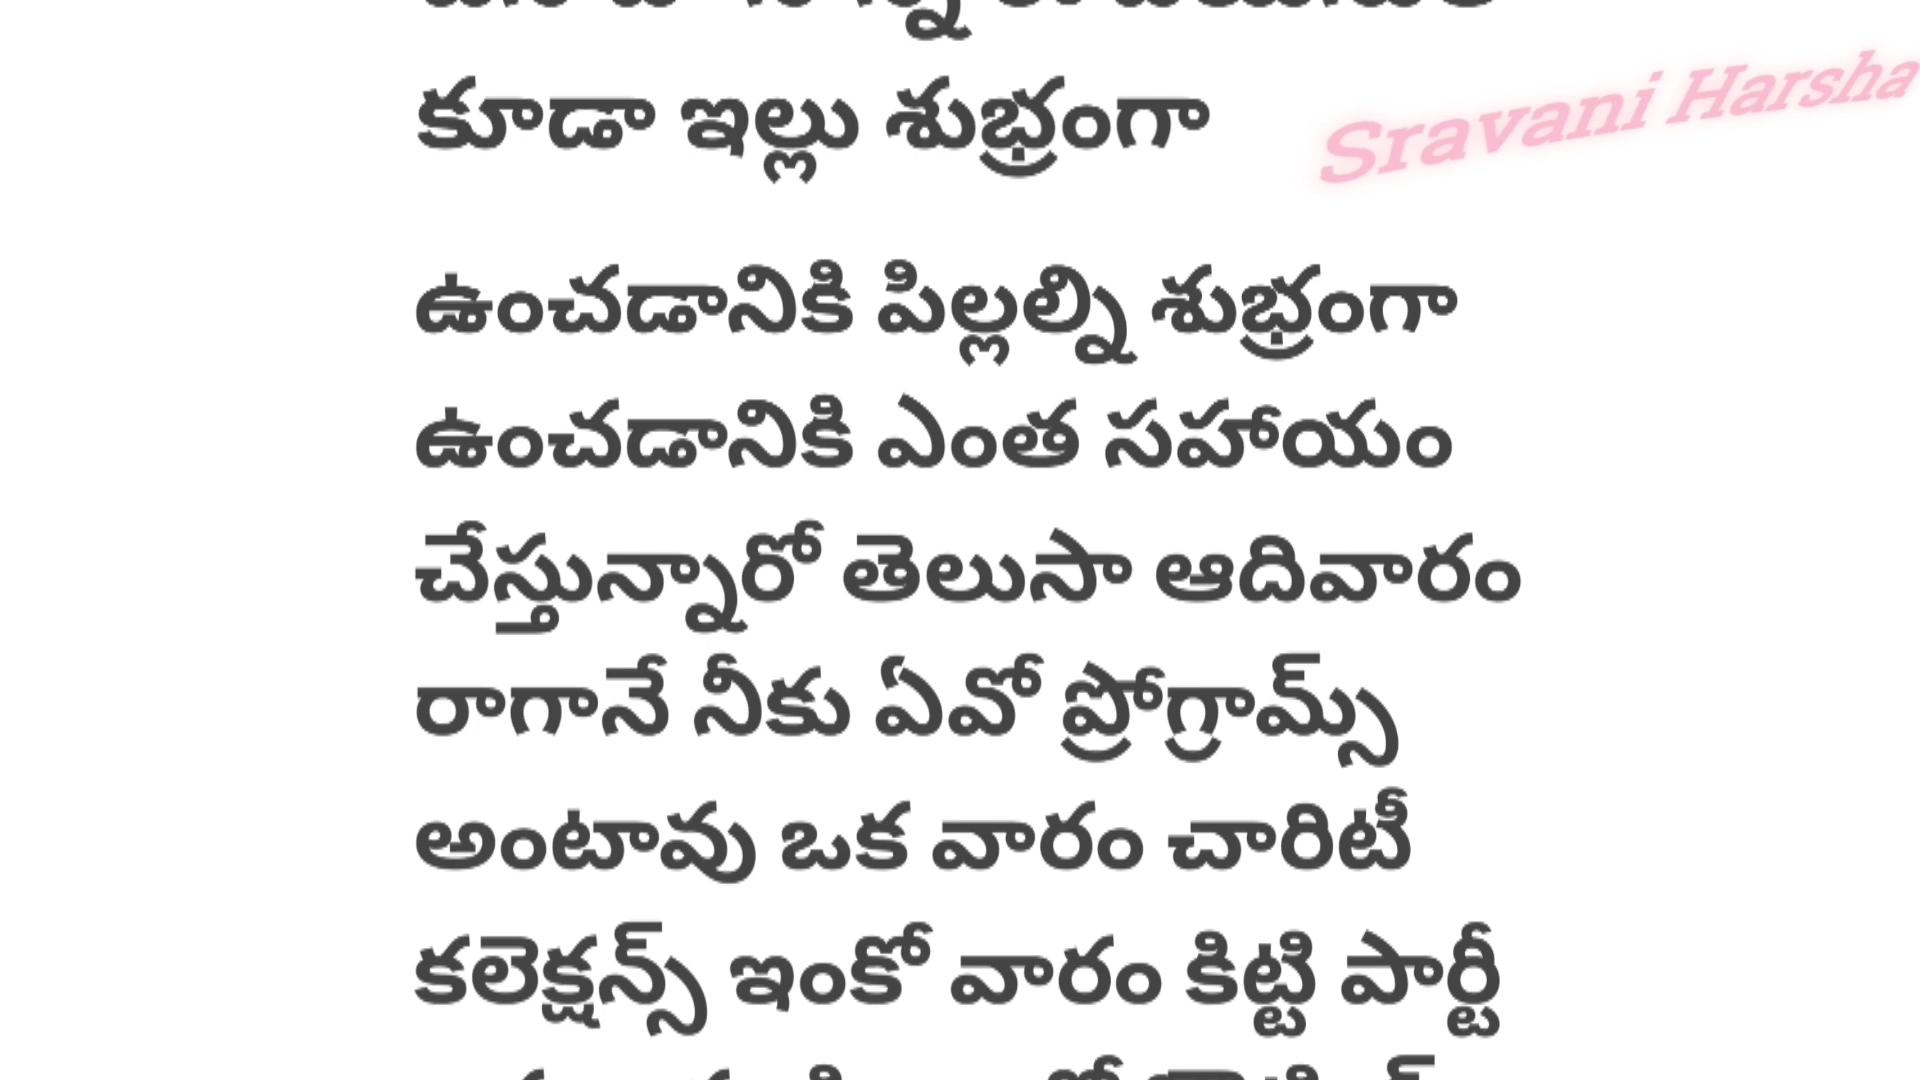 కూడా ఇల్లు శుభ్రంగా
Sravani Harsha
ఉంచడానికి పిల్లల్ని శుభ్రంగా
ఉంచడానికి ఎంత సహాయం
చేస్తున్నారో తెలుసా ఆదివారం
రాగానే నీకు ఏవో ప్రోగ్రామ్స్
అంటావు ఒక వారం చారిటీ
కలెక్షన్స్ ఇంకో వారం కిట్టి పార్టీ